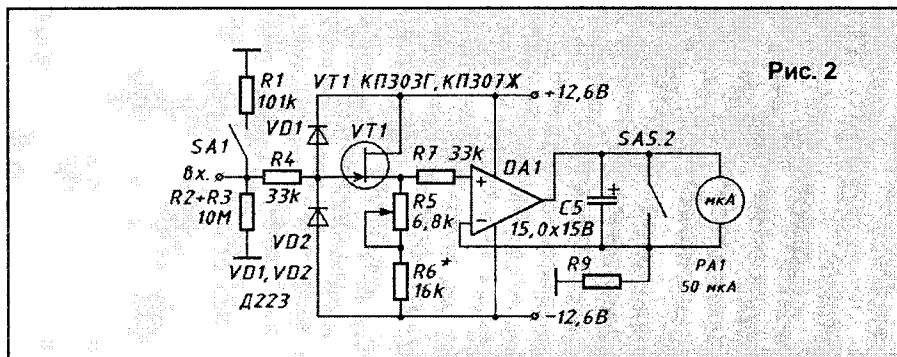 Рис. 2
R1
101k
VT1 КП303Г, КП307Ж
+12,6В
VD1
VT1
R7 33k
DA1
SA5.2
SA1
вх.
R4
33k
R2+R3
10М
R5
6,8k
+
−
+
C5
15,0x15В
мкА
VD2
R6*
16k
R9
PA1
50 мкА
VD1, VD2
Д223
−12,6В